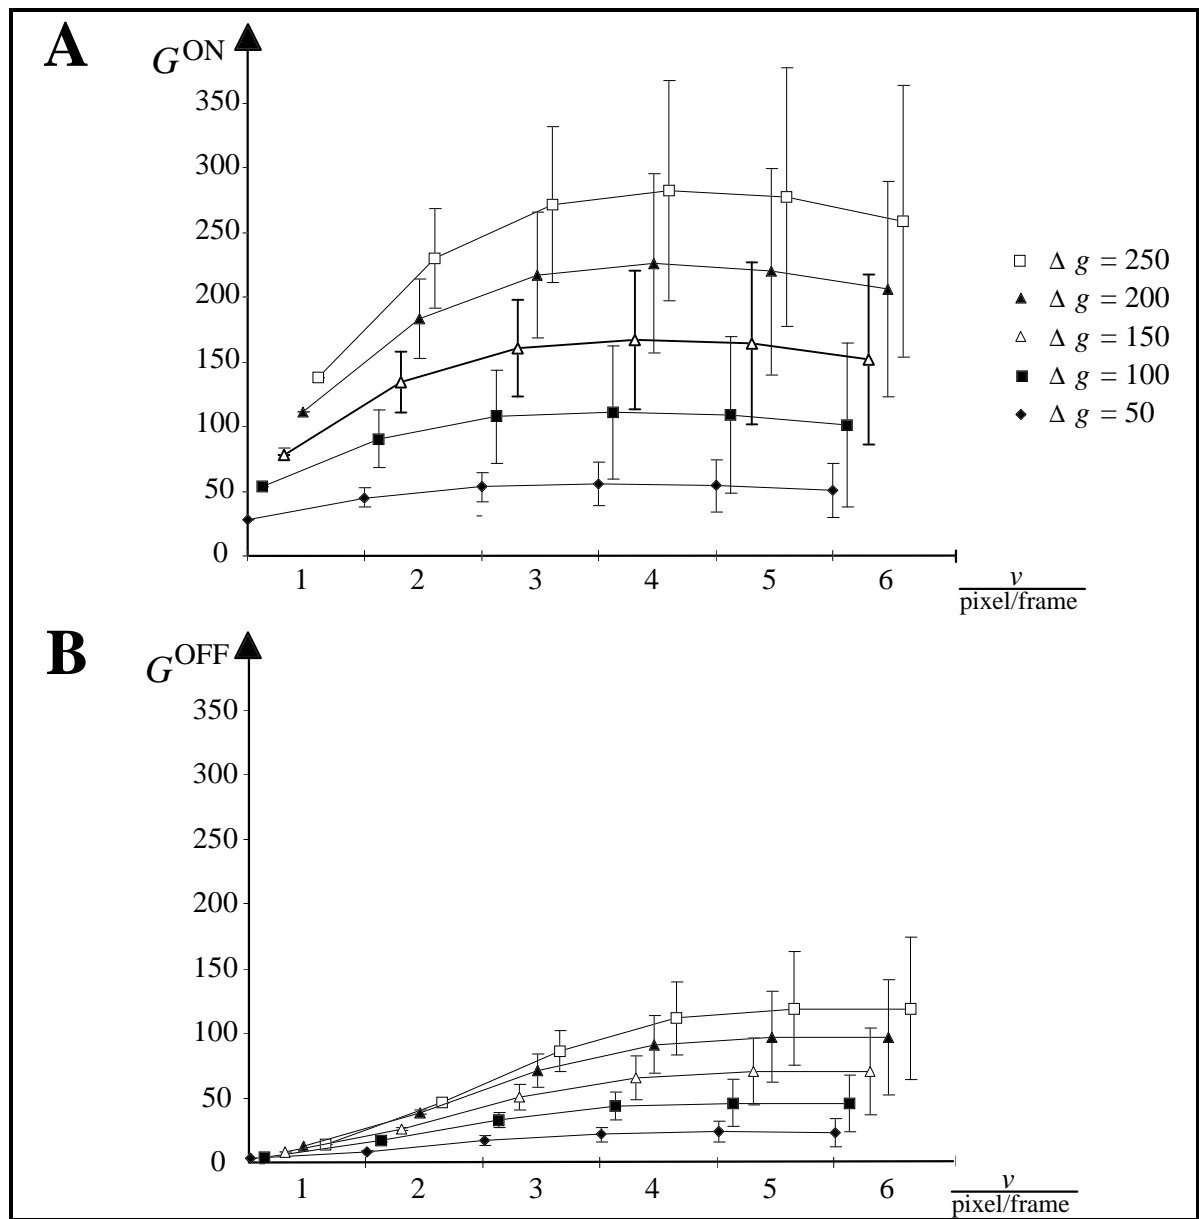 A
G^ON
350
300
250
200
150
100
50
0
1 2 3 4 5 6
v
pixel/frame
Δ g = 250
Δ g = 200
Δ g = 150
Δ g = 100
Δ g = 50
B
G^OFF
350
300
250
200
150
100
50
0
1 2 3 4 5 6
v
pixel/frame